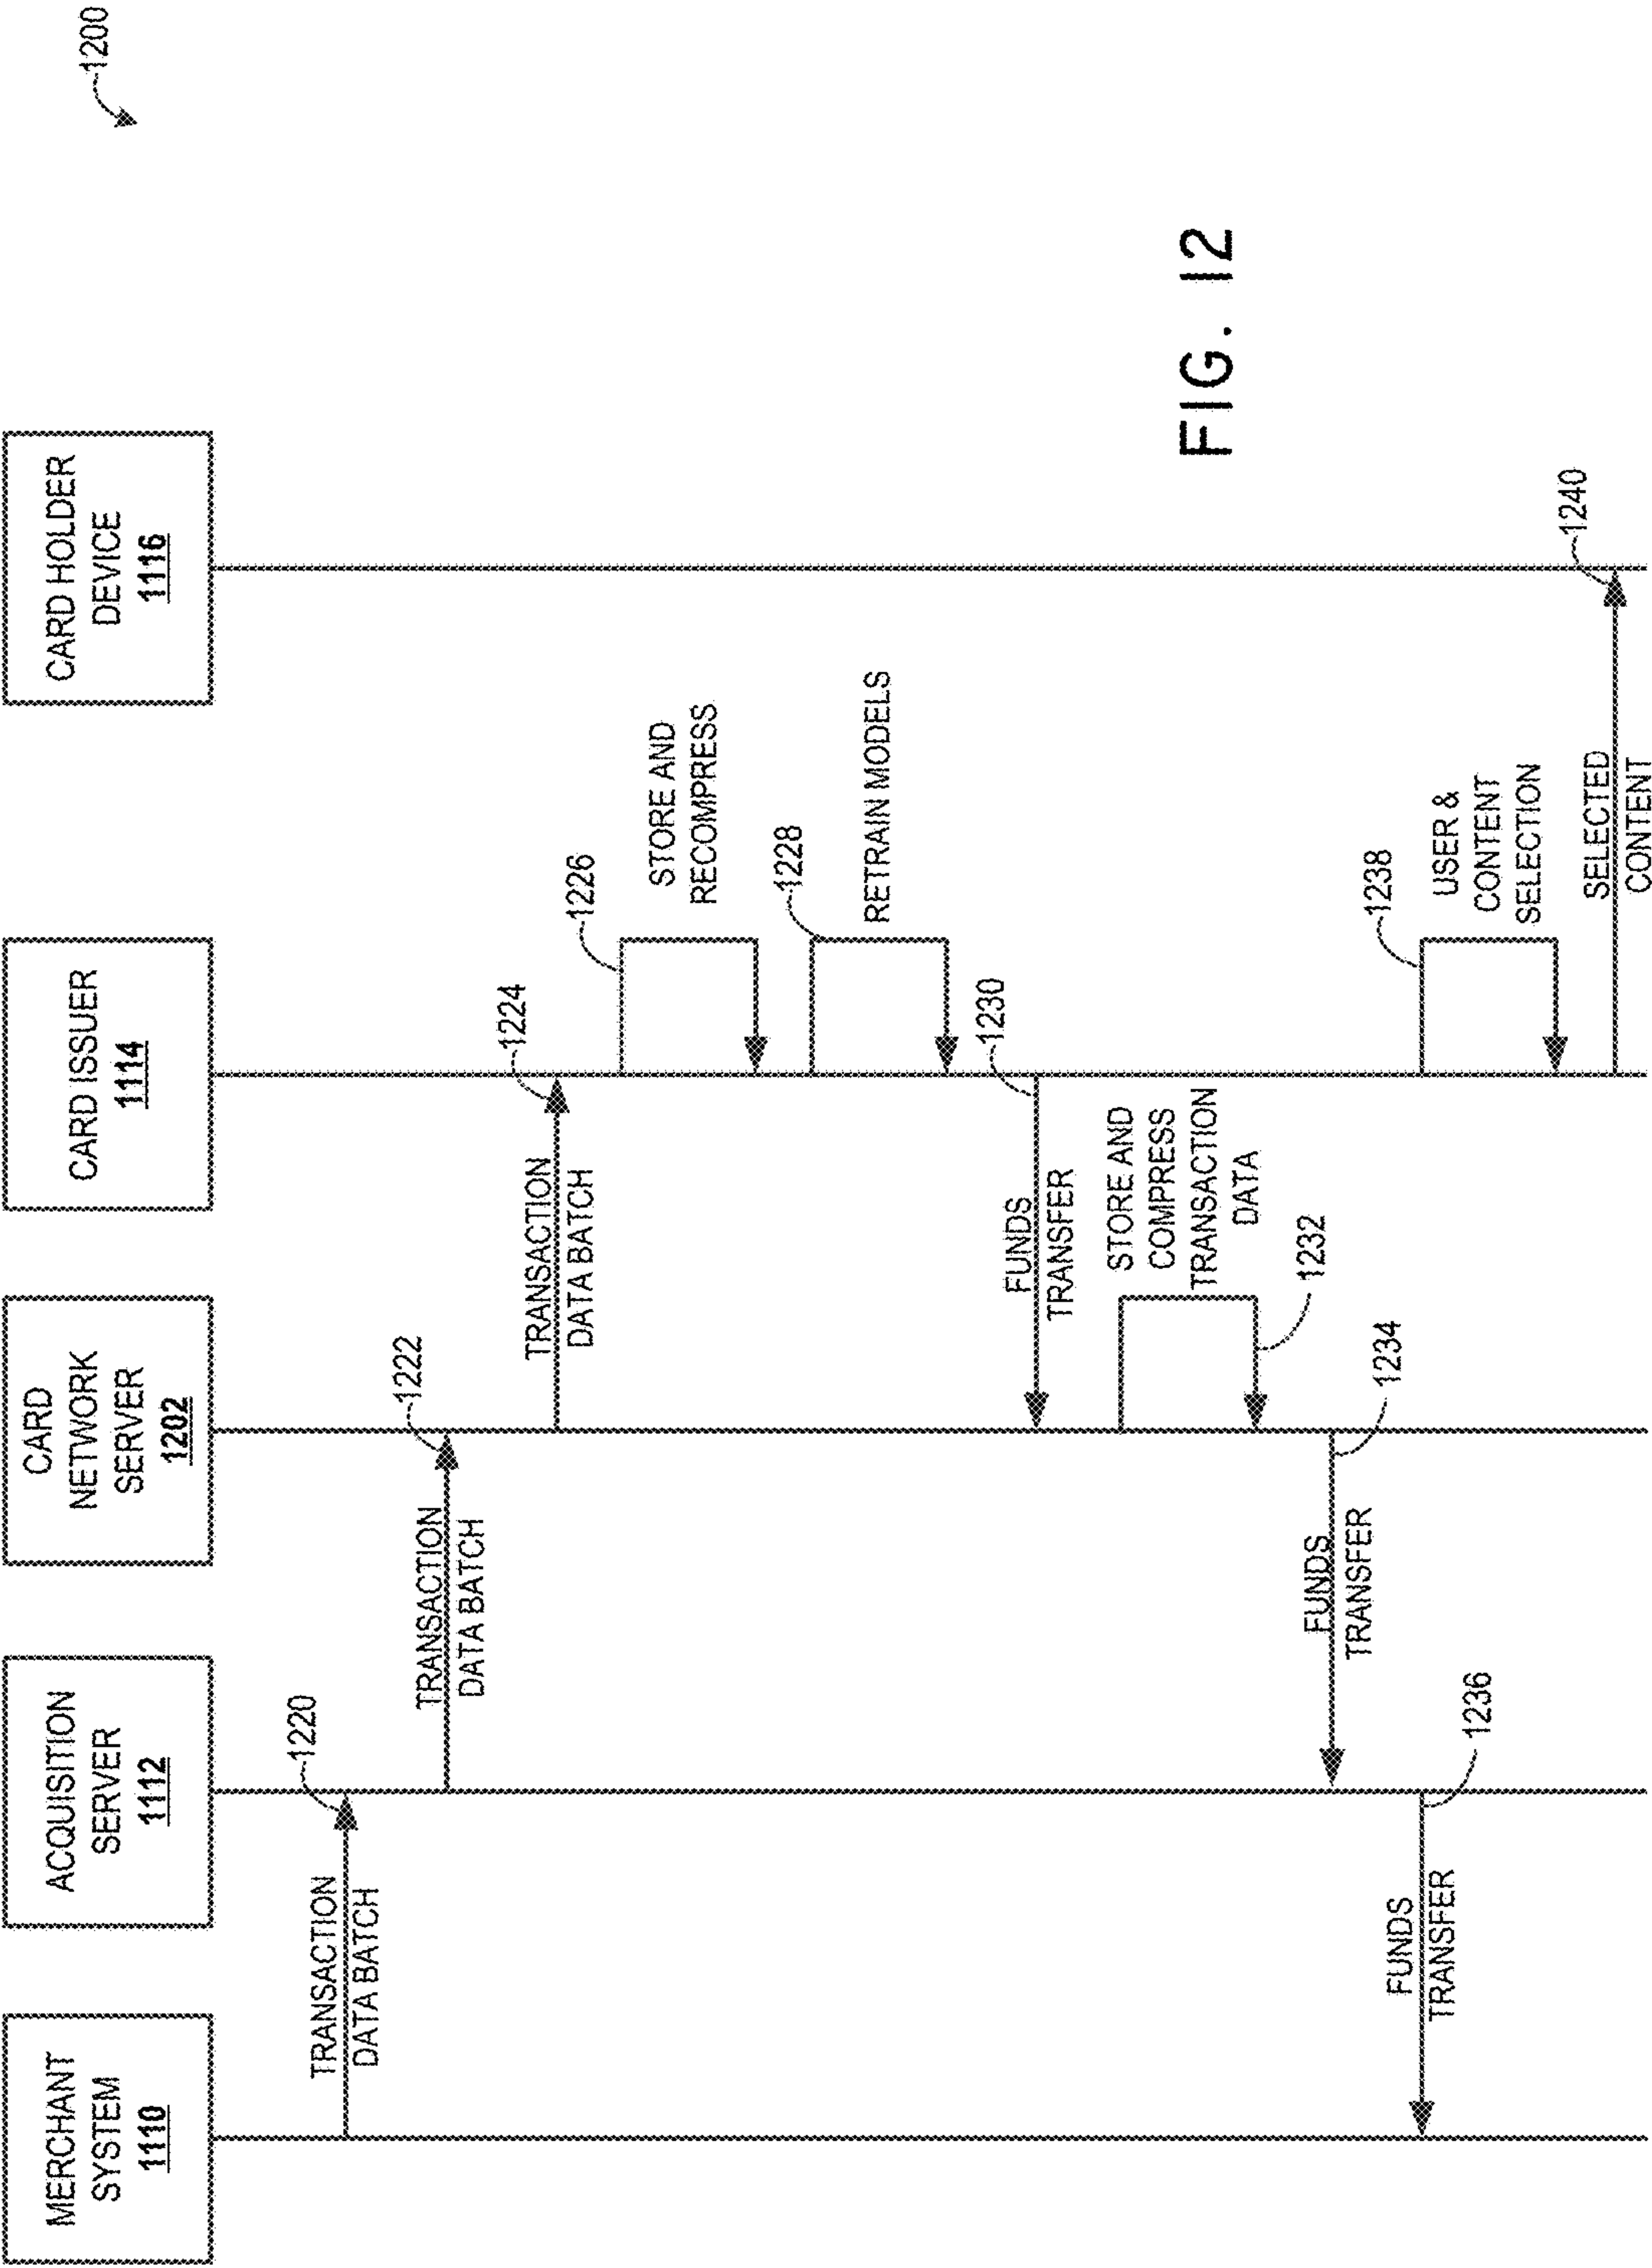 1200
MERCHANT
SYSTEM
1110
ACQUISITION
SERVER
1112
CARD
NETWORK
SERVER
1202
CARD ISSUER
1114
CARD HOLDER
DEVICE
1116
1220
TRANSACTION
DATA BATCH
1222
TRANSACTION
DATA BATCH
1224
TRANSACTION
DATA BATCH
1226
STORE AND
RECOMPRESS
1228
RETRAIN MODELS
1230
FUNDS
TRANSFER
STORE AND
COMPRESS
TRANSACTION
DATA
1232
1234
FUNDS
TRANSFER
1236
FUNDS
TRANSFER
1238
USER &
CONTENT
SELECTION
1240
SELECTED
CONTENT
FIG. 12